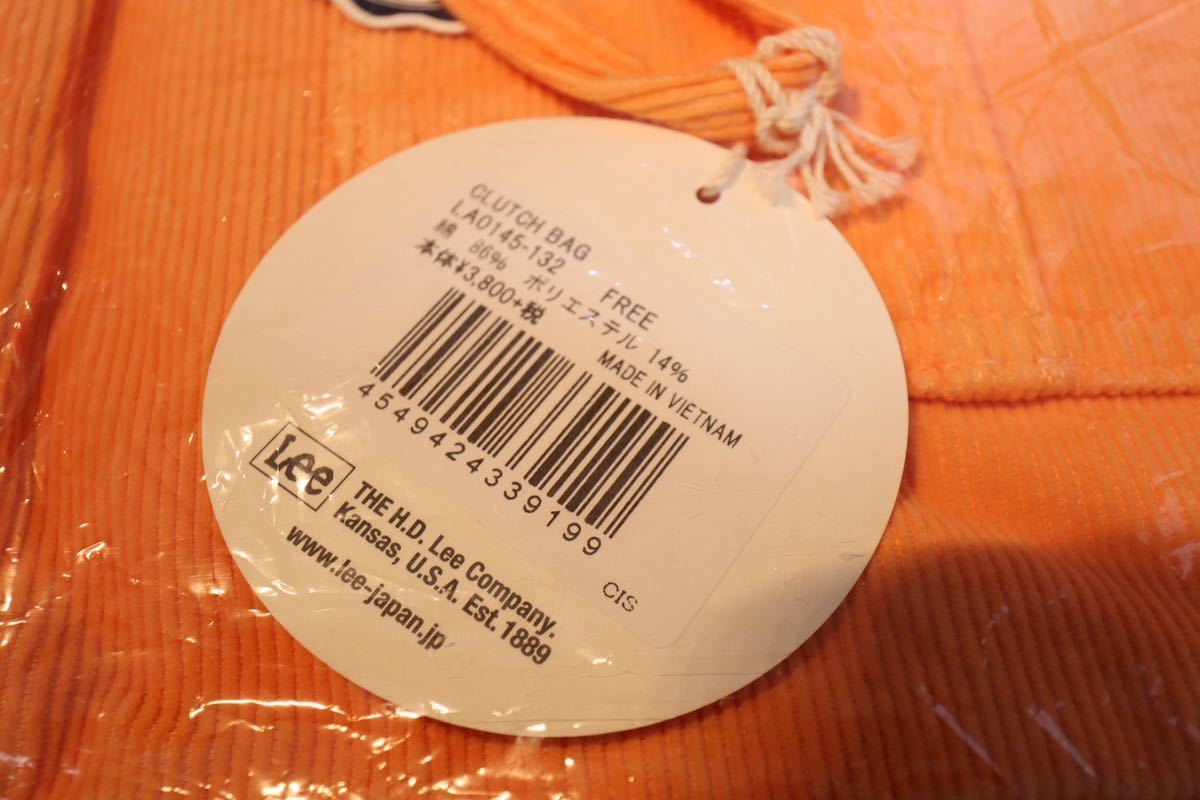 CLUTCH BAG
LA0145-132 FREE
綿 86% ポリエステル 14%
本体¥3,800+税 MADE IN VIETNAM
4549424339199
CIS
Lee
THE H.D. Lee Company.
Kansas, U.S.A. Est. 1889
www.lee-japan.jp